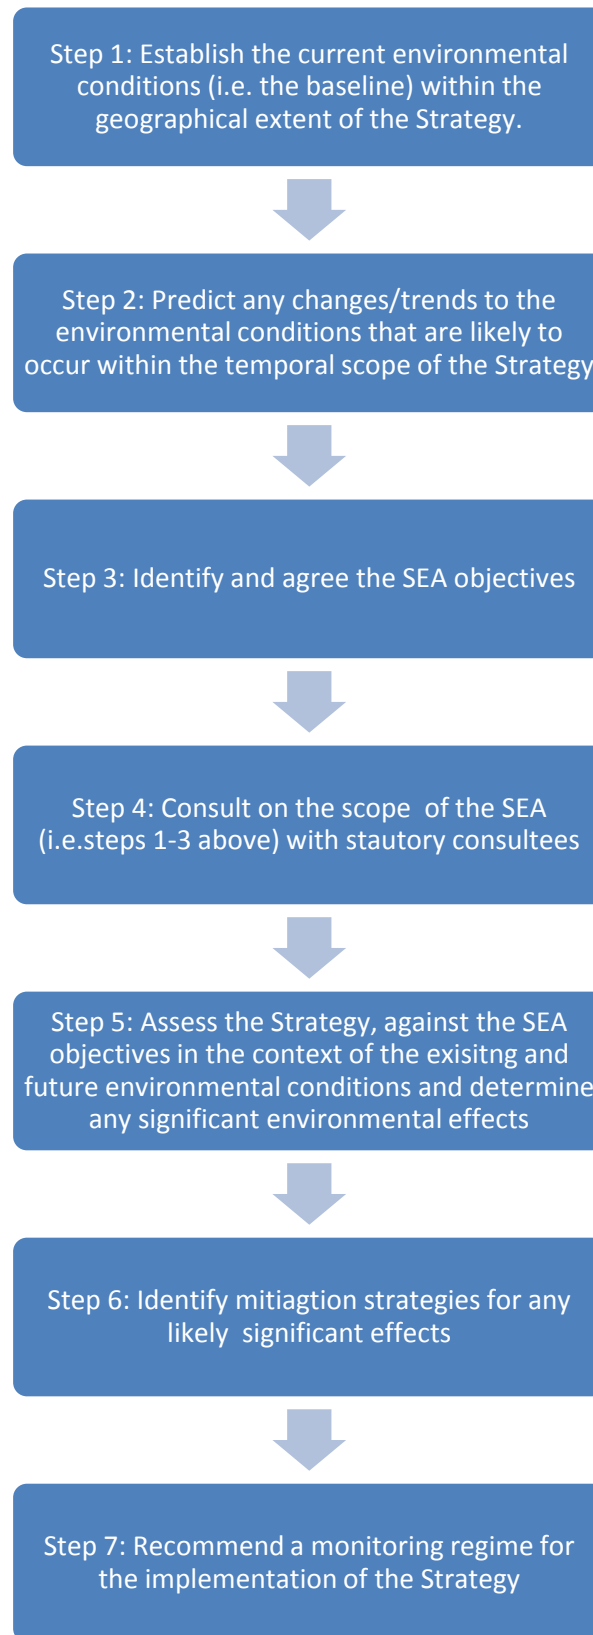 Step 1: Establish the current environmental
conditions (i.e. the baseline) within the
geographical extent of the Strategy.
Step 2: Predict any changes/trends to the
environmental conditions that are likely to
occur within the temporal scope of the Strategy
Step 3: Identify and agree the SEA objectives
Step 4: Consult on the scope  of the SEA
(i.e.steps 1-3 above) with stautory consultees
Step 5: Assess the Strategy, against the SEA
objectives in the context of the exisitng and
future environmental conditions and determine
any significant environmental effects
Step 6: Identify mitiagtion strategies for any
likely  significant effects
Step 7: Recommend a monitoring regime for
the implementation of the Strategy